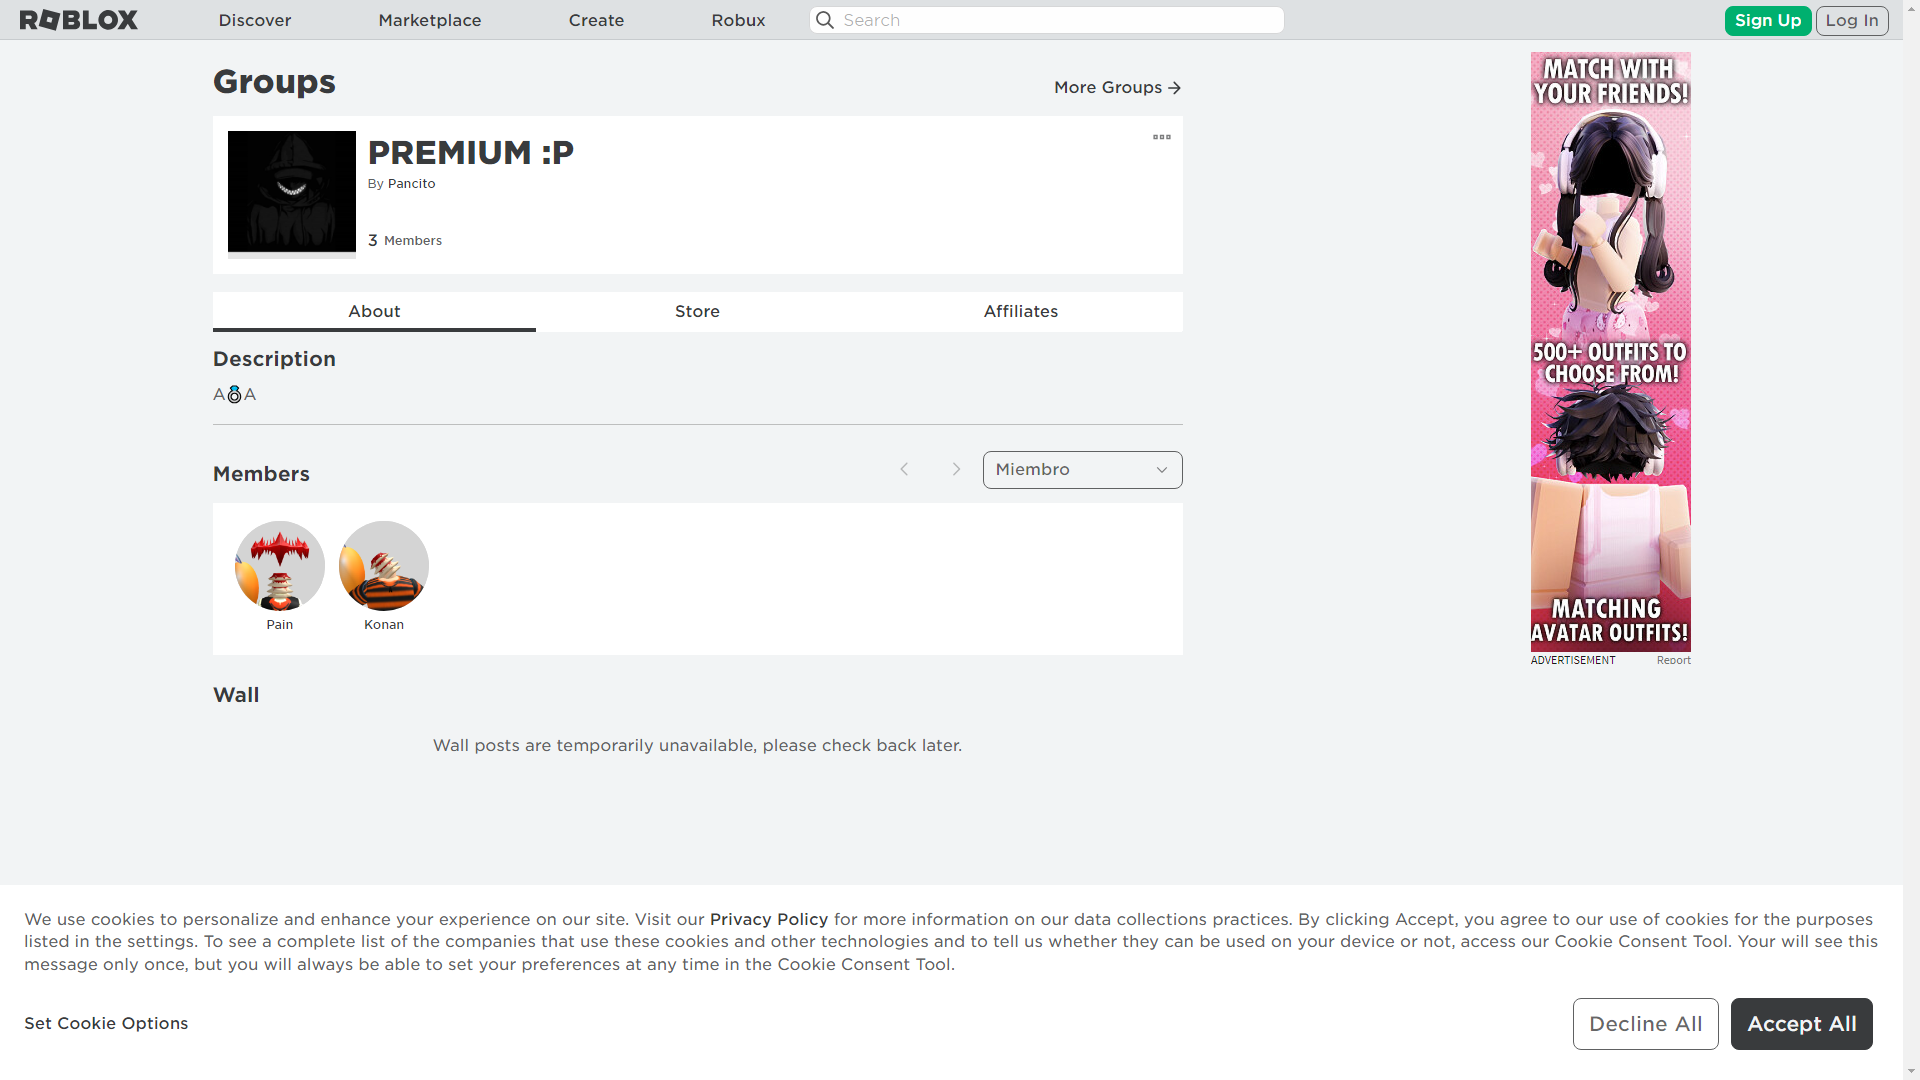 ROBLOX
Discover
Marketplace
Create
Robux
Search
Sign Up
Log In
Groups
More Groups
PREMIUM :P
By Pancito
3 Members
About
Store
Affiliates
Description
A💍A
Members
Miembro
Pain
Konan
Wall
Wall posts are temporarily unavailable, please check back later.
MATCH WITH
YOUR FRIENDS!
500+ OUTFITS TO
CHOOSE FROM!
MATCHING
AVATAR OUTFITS!
ADVERTISEMENT
Report
We use cookies to personalize and enhance your experience on our site. Visit our Privacy Policy for more information on our data collections practices. By clicking Accept, you agree to our use of cookies for the purposes
listed in the settings. To see a complete list of the companies that use these cookies and other technologies and to tell us whether they can be used on your device or not, access our Cookie Consent Tool. Your will see this
message only once, but you will always be able to set your preferences at any time in the Cookie Consent Tool.
Set Cookie Options
Decline All
Accept All